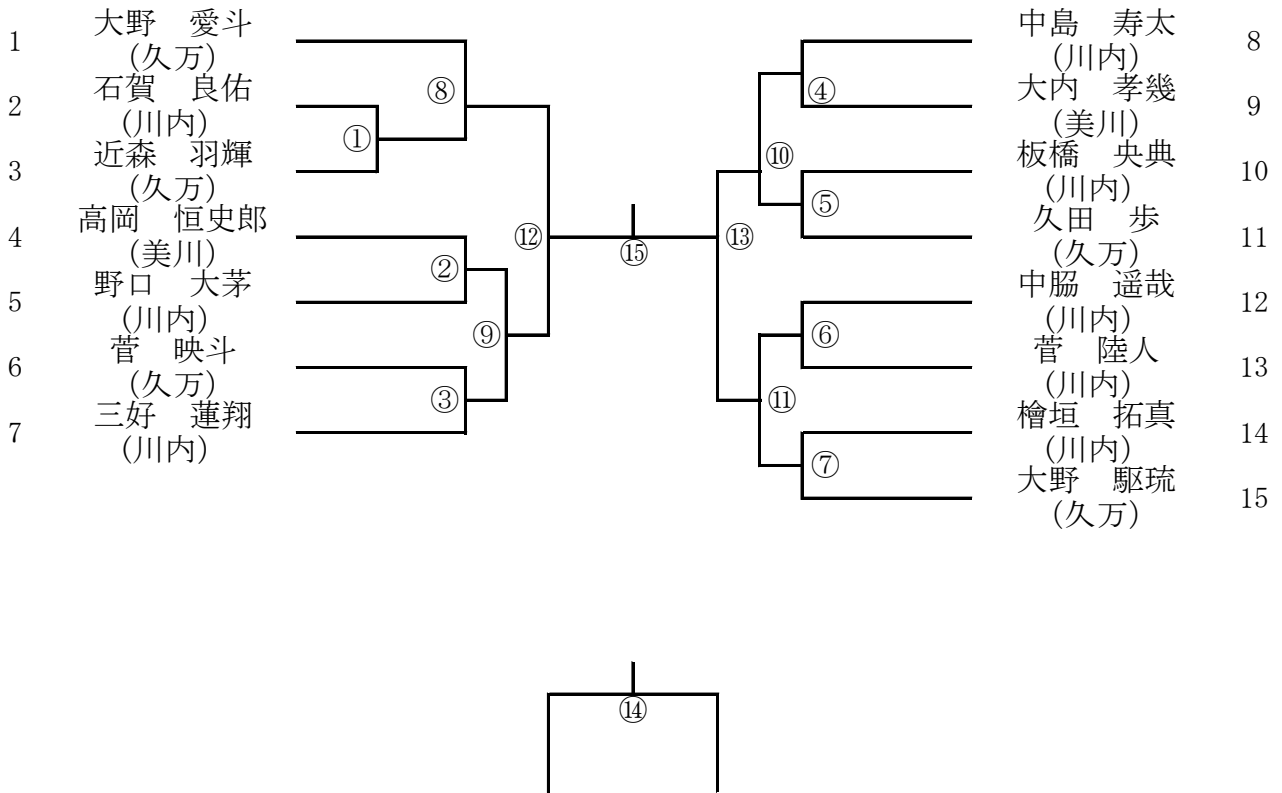 1 大野　愛斗
(久万)
2 石賀　良佑
(川内)
3 近森　羽輝
(久万)
4 高岡　恒史郎
(美川)
5 野口　大茅
(川内)
6 菅　映斗
(久万)
7 三好　蓮翔
(川内)
①
②
③
⑧
⑨
⑫
⑮
⑬
⑩
⑪
④
⑤
⑥
⑦
中島　寿太 8
(川内)
大内　孝幾 9
(美川)
板橋　央典 10
(川内)
久田　歩 11
(久万)
中脇　遥哉 12
(川内)
菅　陸人 13
(川内)
檜垣　拓真 14
(川内)
大野　駆琉 15
(久万)
⑭